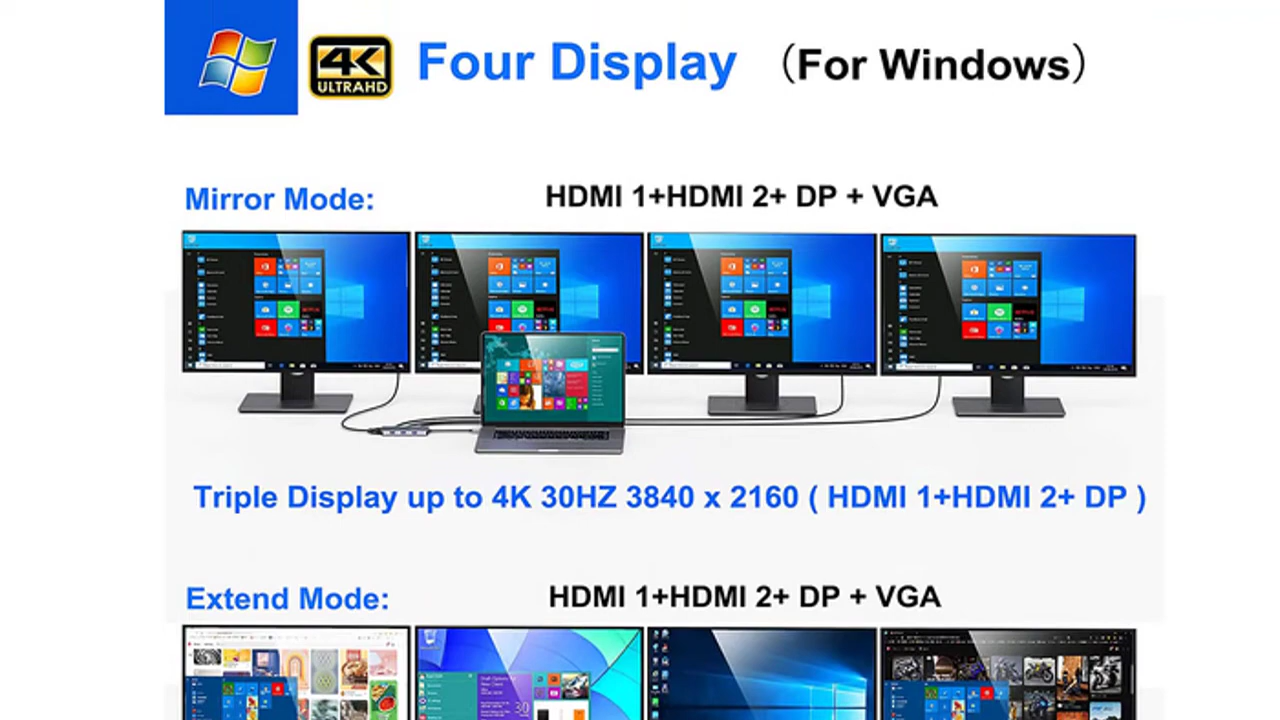 4K
ULTRAHD
Four Display （For Windows）
Mirror Mode:
HDMI 1+HDMI 2+ DP + VGA
Triple Display up to 4K 30HZ 3840 x 2160 ( HDMI 1+HDMI 2+ DP )
Extend Mode:
HDMI 1+HDMI 2+ DP + VGA